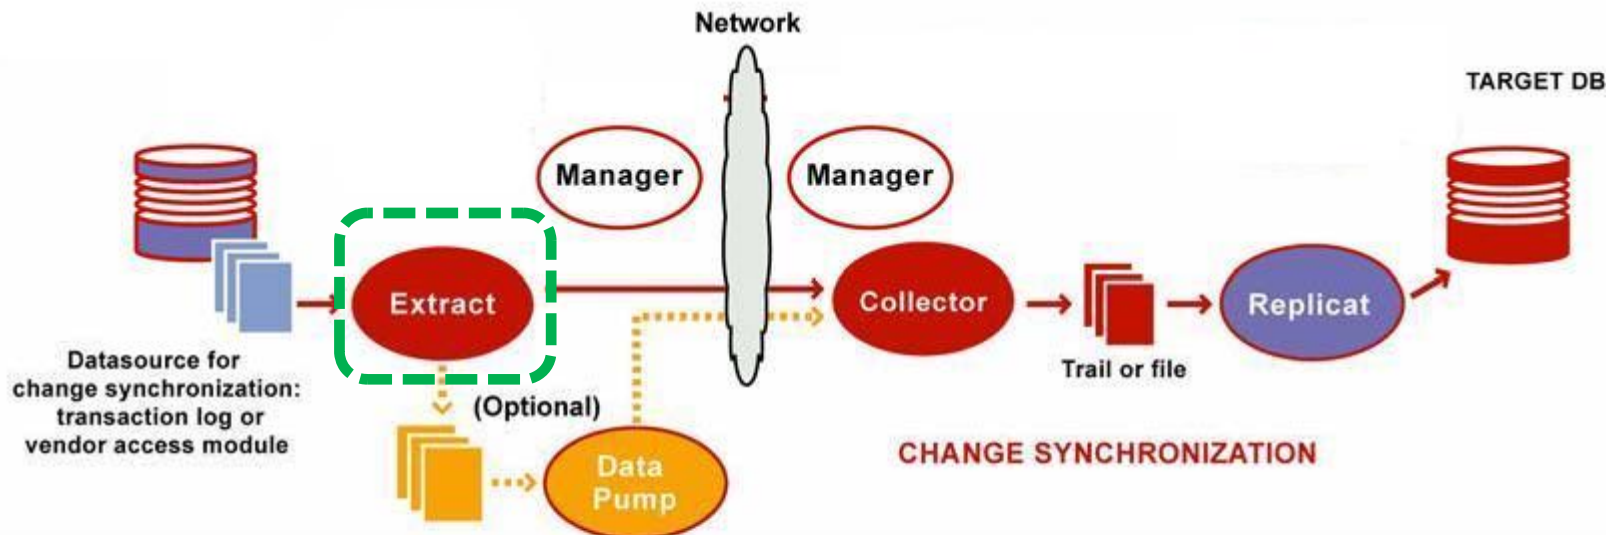 Network
TARGET DB
Manager
Manager
Extract
Collector
Replicat
Datasource for
change synchronization:
transaction log or
vendor access module
Trail or file
(Optional)
Data
Pump
CHANGE SYNCHRONIZATION